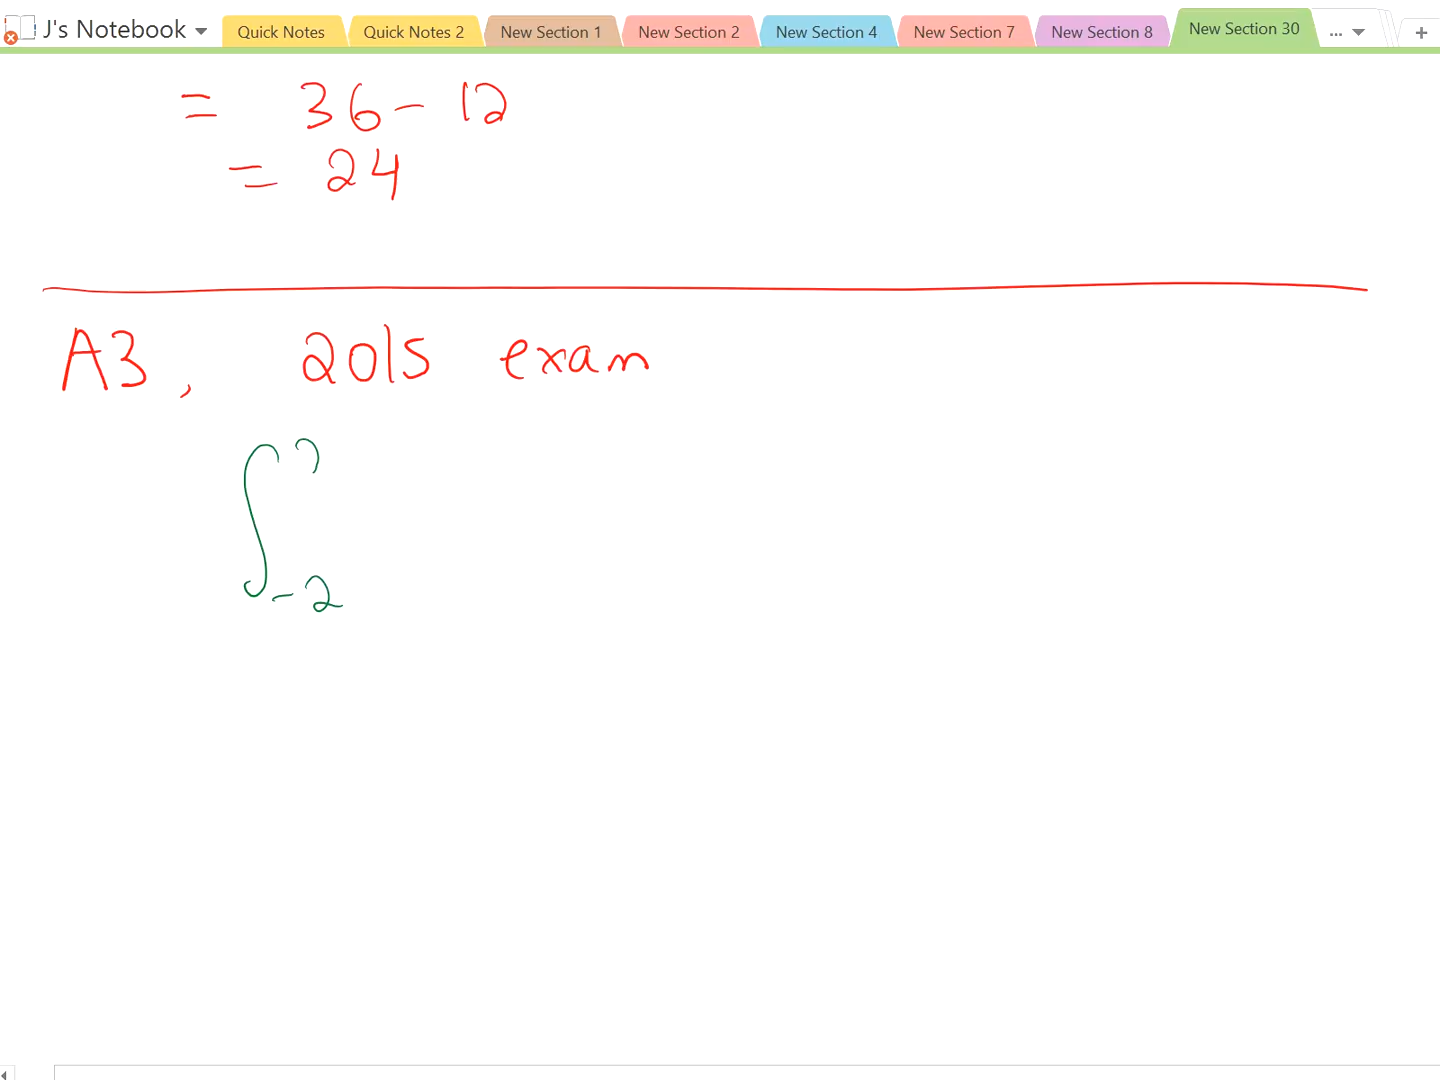 J's Notebook Quick Notes Quick Notes 2 New Section 1 New Section 2 New Section 4 New Section 7 New Section 8 New Section 30 ... +
= 36 - 12
= 24
A3, 2015 exam
∫ -2